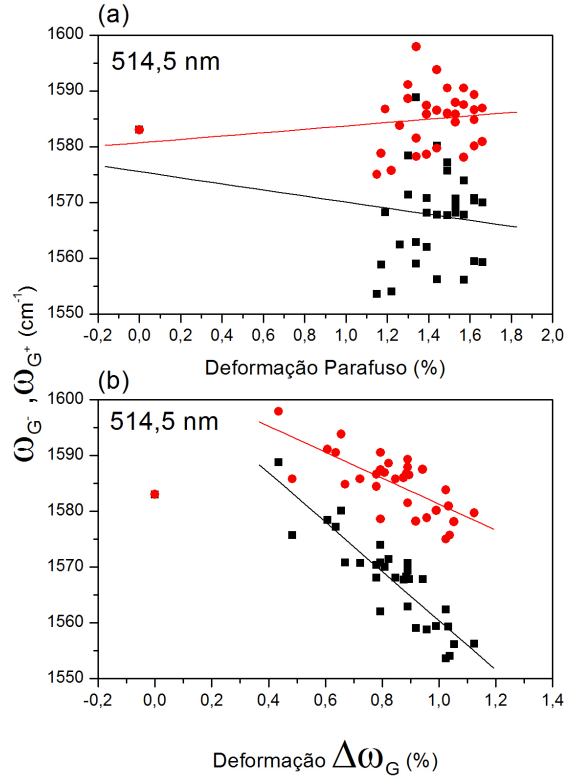 (a)
514,5 nm
1600
1590
1580
1570
1560
1550
-0,2 0,0 0,2 0,4 0,6 0,8 1,0 1,2 1,4 1,6 1,8 2,0
Deformação Parafuso (%)
ω_G⁻ , ω_G⁺ (cm⁻¹)
(b)
514,5 nm
1600
1590
1580
1570
1560
1550
-0,2 0,0 0,2 0,4 0,6 0,8 1,0 1,2 1,4
Deformação Δω_G (%)